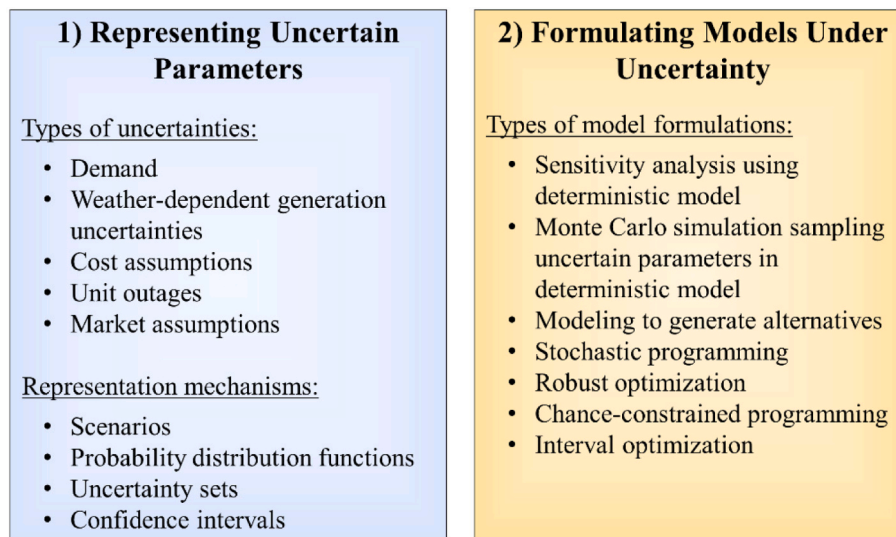 1) Representing Uncertain
Parameters
Types of uncertainties:
• Demand
• Weather-dependent generation
uncertainties
• Cost assumptions
• Unit outages
• Market assumptions
Representation mechanisms:
• Scenarios
• Probability distribution functions
• Uncertainty sets
• Confidence intervals
2) Formulating Models Under
Uncertainty
Types of model formulations:
• Sensitivity analysis using
deterministic model
• Monte Carlo simulation sampling
uncertain parameters in
deterministic model
• Modeling to generate alternatives
• Stochastic programming
• Robust optimization
• Chance-constrained programming
• Interval optimization